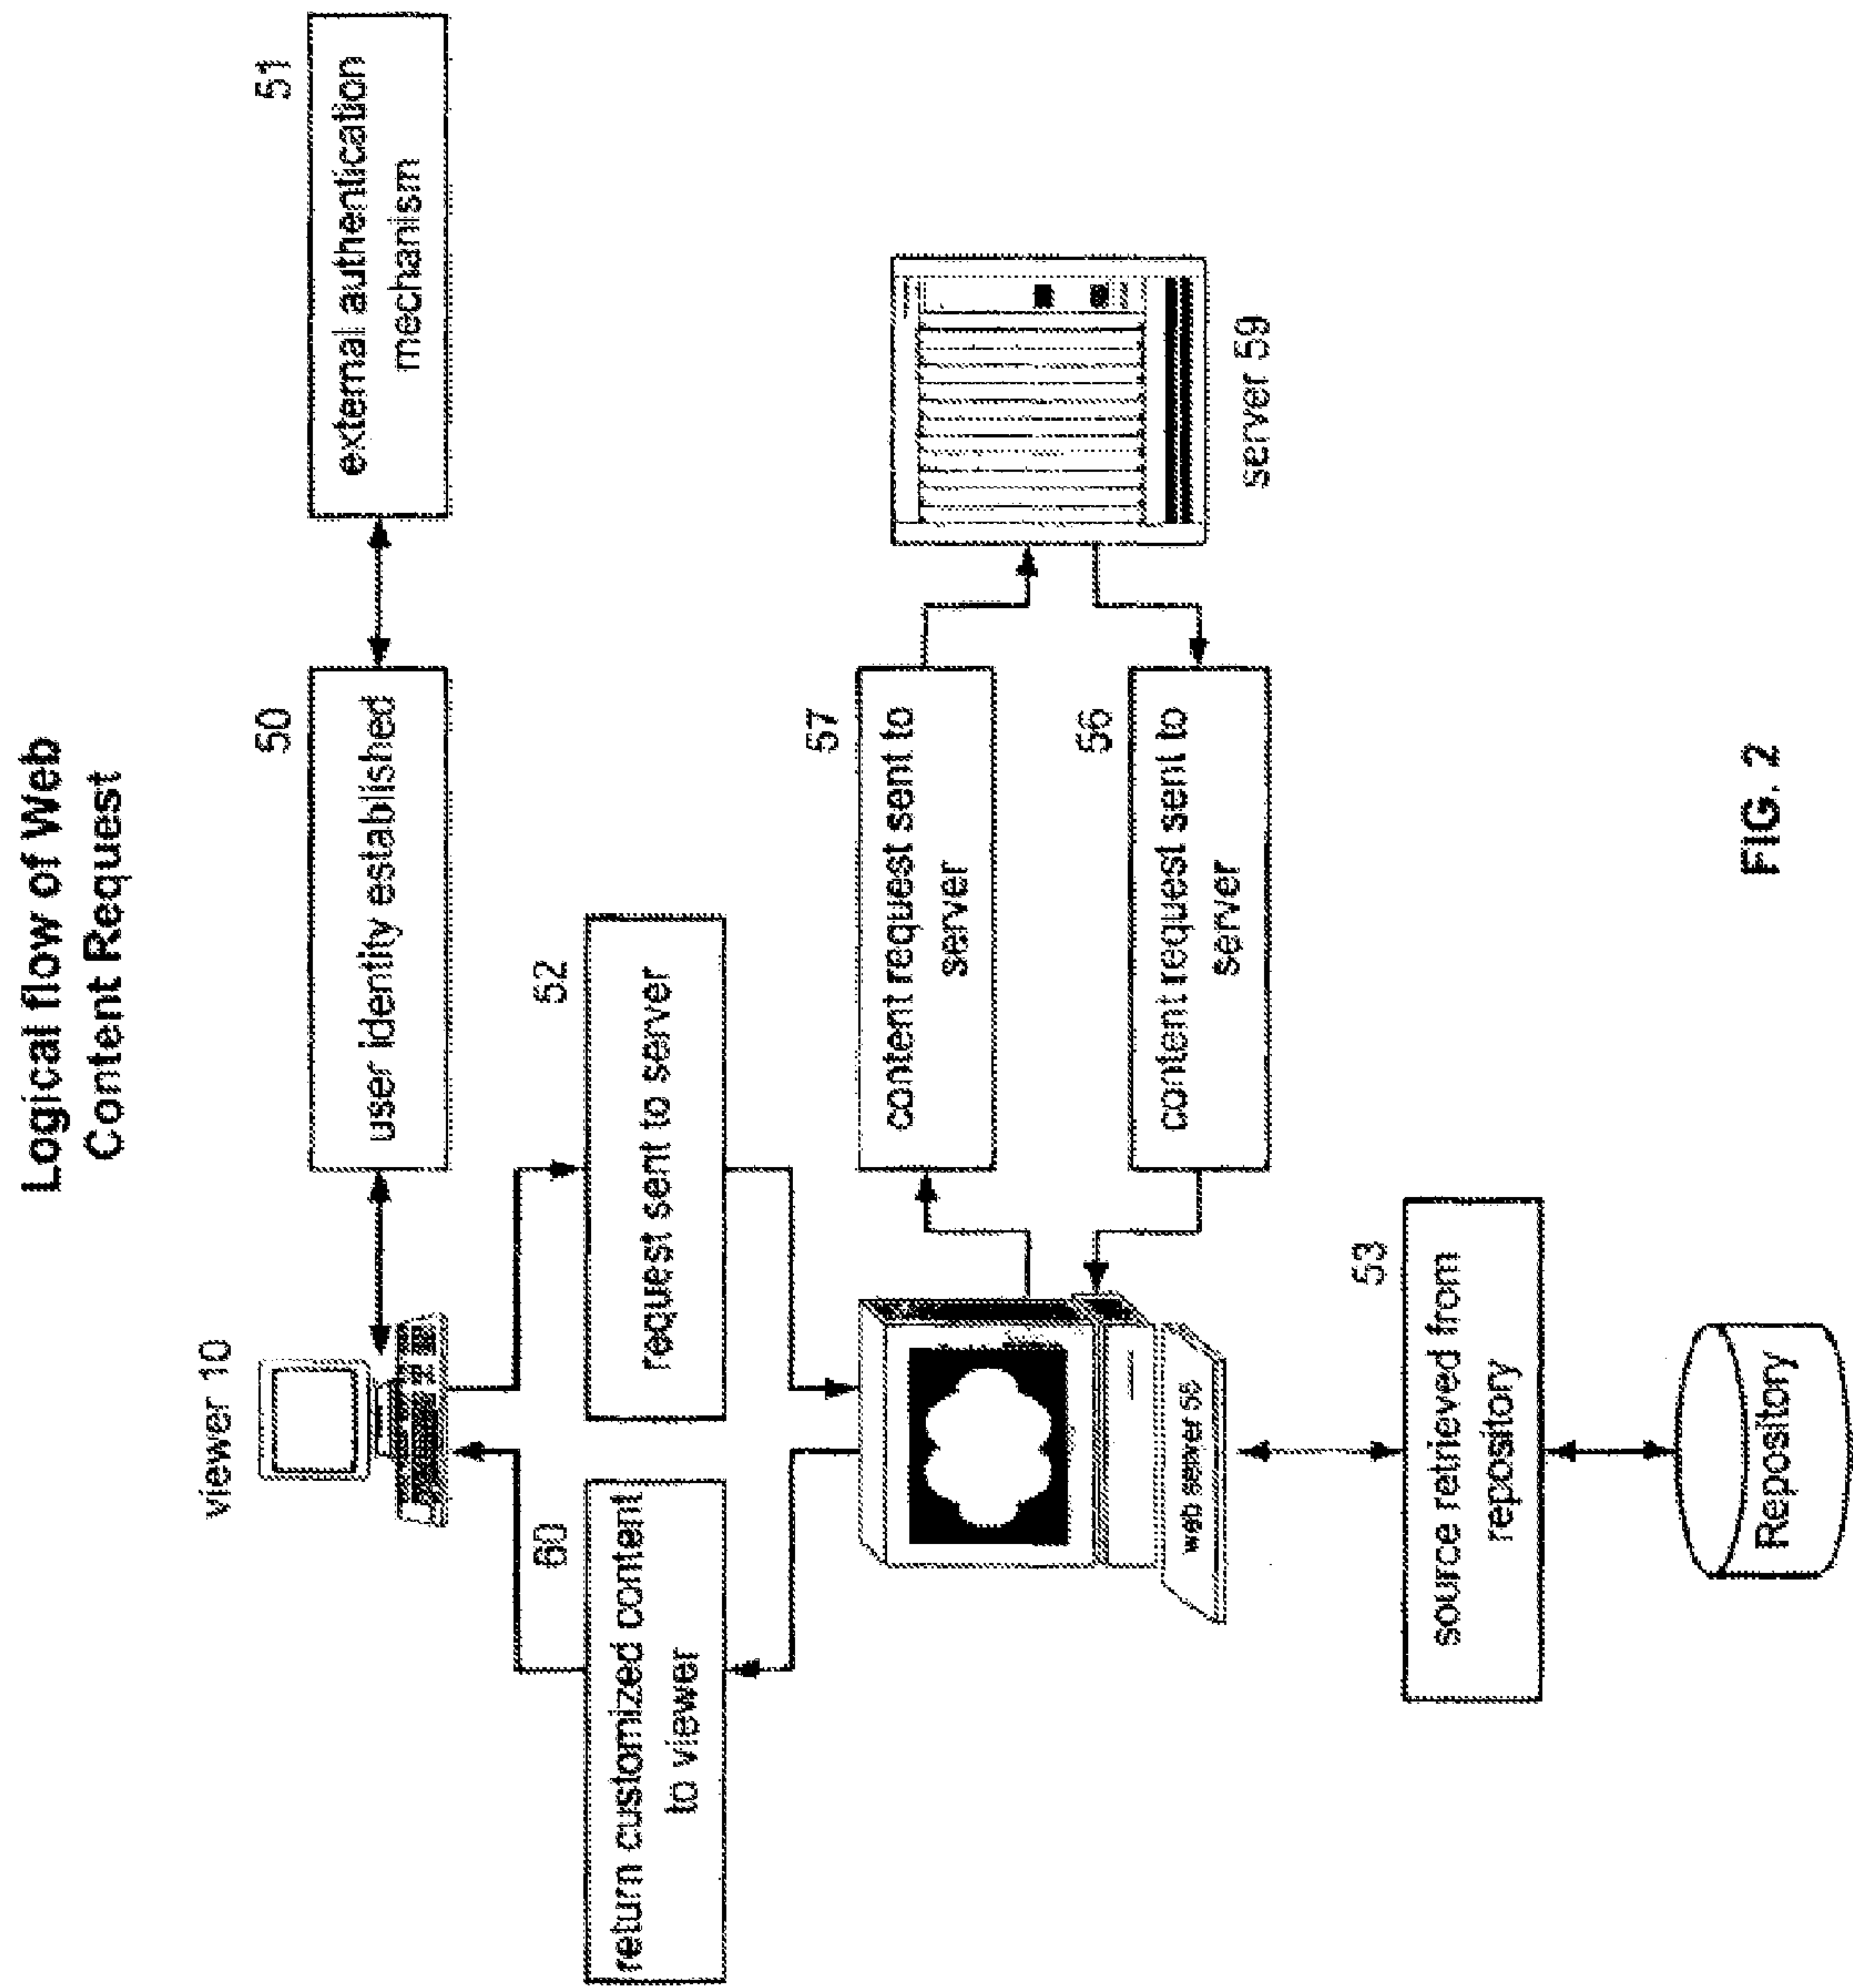 Logical flow of Web
Content Request
viewer 10
50
user identity established
51
external authentication
mechanism
60
return customized content
to viewer
52
request sent to server
57
content request sent to
server
56
content request sent to
server
server 59
web server 56
53
source retrieved from
repository
Repository
FIG. 2